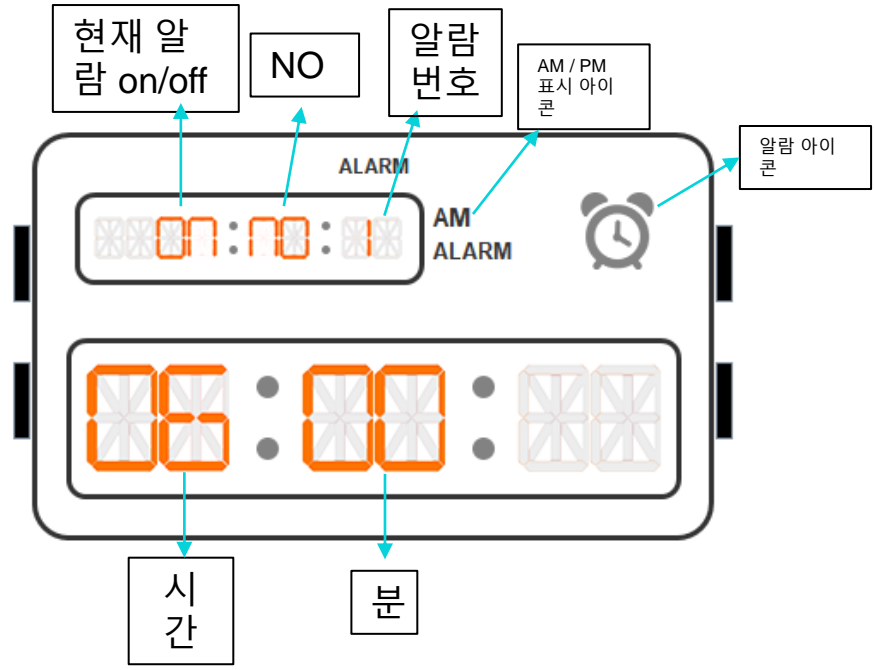 현재 알
람 on/off
NO
알람
번호
AM / PM
표시 아이
콘
알람 아이
콘
ALARM
ON : NO : 1
AM
ALARM
06 : 00
시
간
분